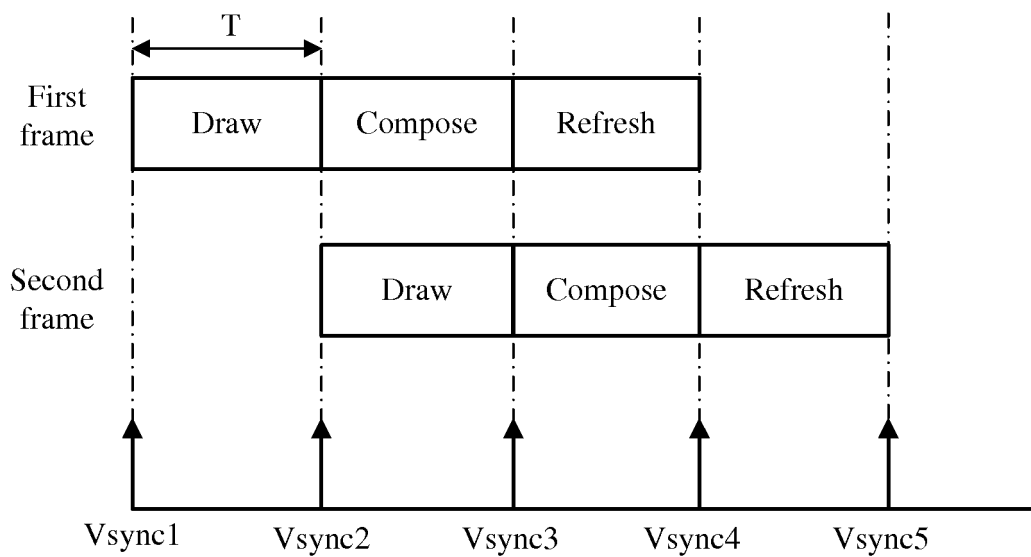 T
First
frame
Draw Compose Refresh
Second
frame
Draw Compose Refresh
Vsync1 Vsync2 Vsync3 Vsync4 Vsync5